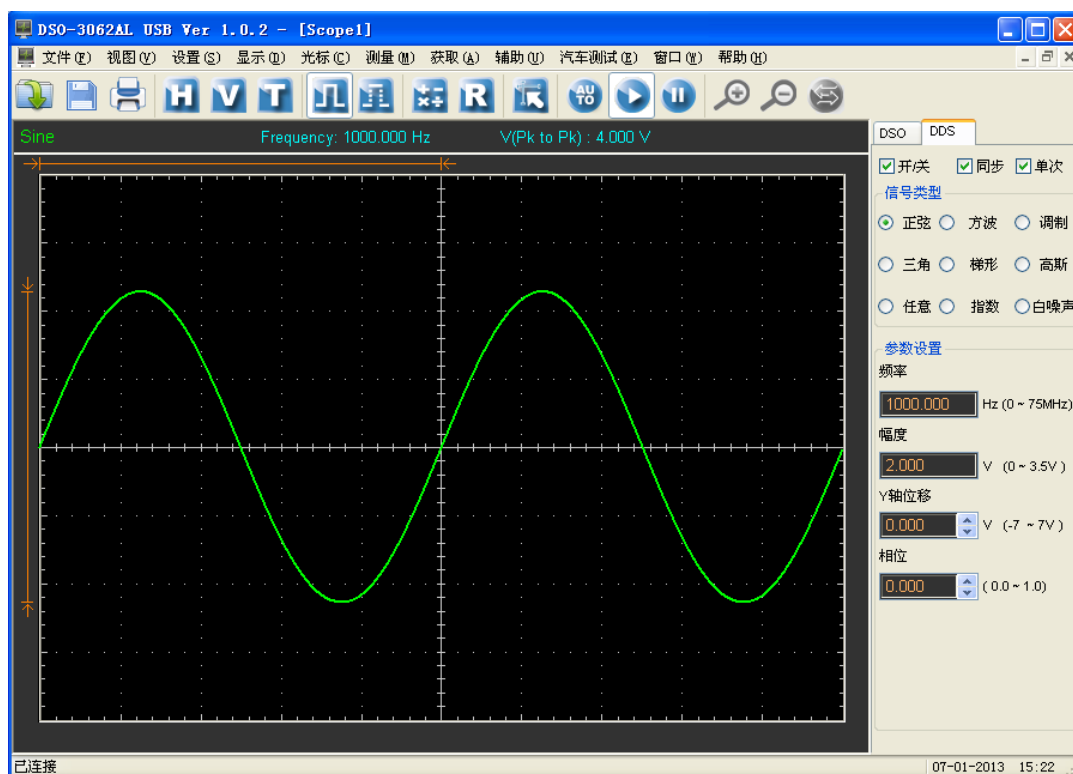 DSO-3062AL USB Ver 1.0.2 - [Scope1]
文件(F) 视图(V) 设置(S) 显示(D) 光标(C) 测量(M) 获取(A) 辅助(U) 汽车测试(E) 窗口(W) 帮助(H)
H V T R AUTO
Sine Frequency: 1000.000 Hz V(Pk to Pk) : 4.000 V
DSO DDS
开/关 同步 单次
信号类型
正弦 方波 调制
三角 梯形 高斯
任意 指数 白噪声
参数设置
频率
1000.000 Hz (0 ~ 75MHz)
幅度
2.000 V (0 ~ 3.5V )
Y轴位移
0.000 V (-7 ~ 7V)
相位
0.000 ( 0.0 ~ 1.0)
已连接 07-01-2013 15:22